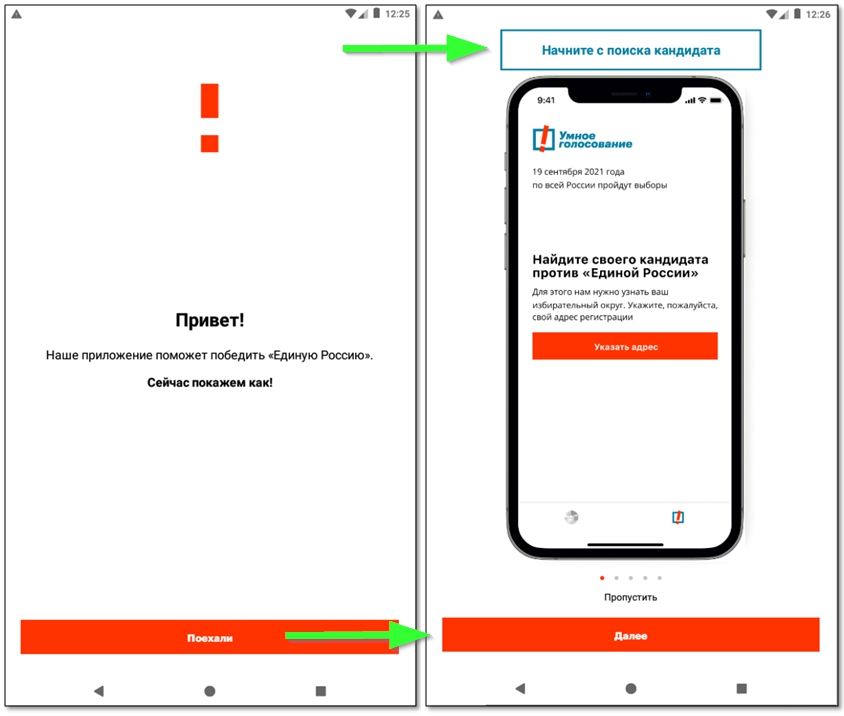 12:25
Привет!
Наше приложение поможет победить «Единую Россию».
Сейчас покажем как!
Поехали
12:26
Начните с поиска кандидата
9:41
Умное
голосование
19 сентября 2021 года
по всей России пройдут выборы
Найдите своего кандидата
против «Единой России»
Для этого нам нужно узнать ваш
избирательный округ. Укажите, пожалуйста,
свой адрес регистрации
Указать адрес
Пропустить
Далее